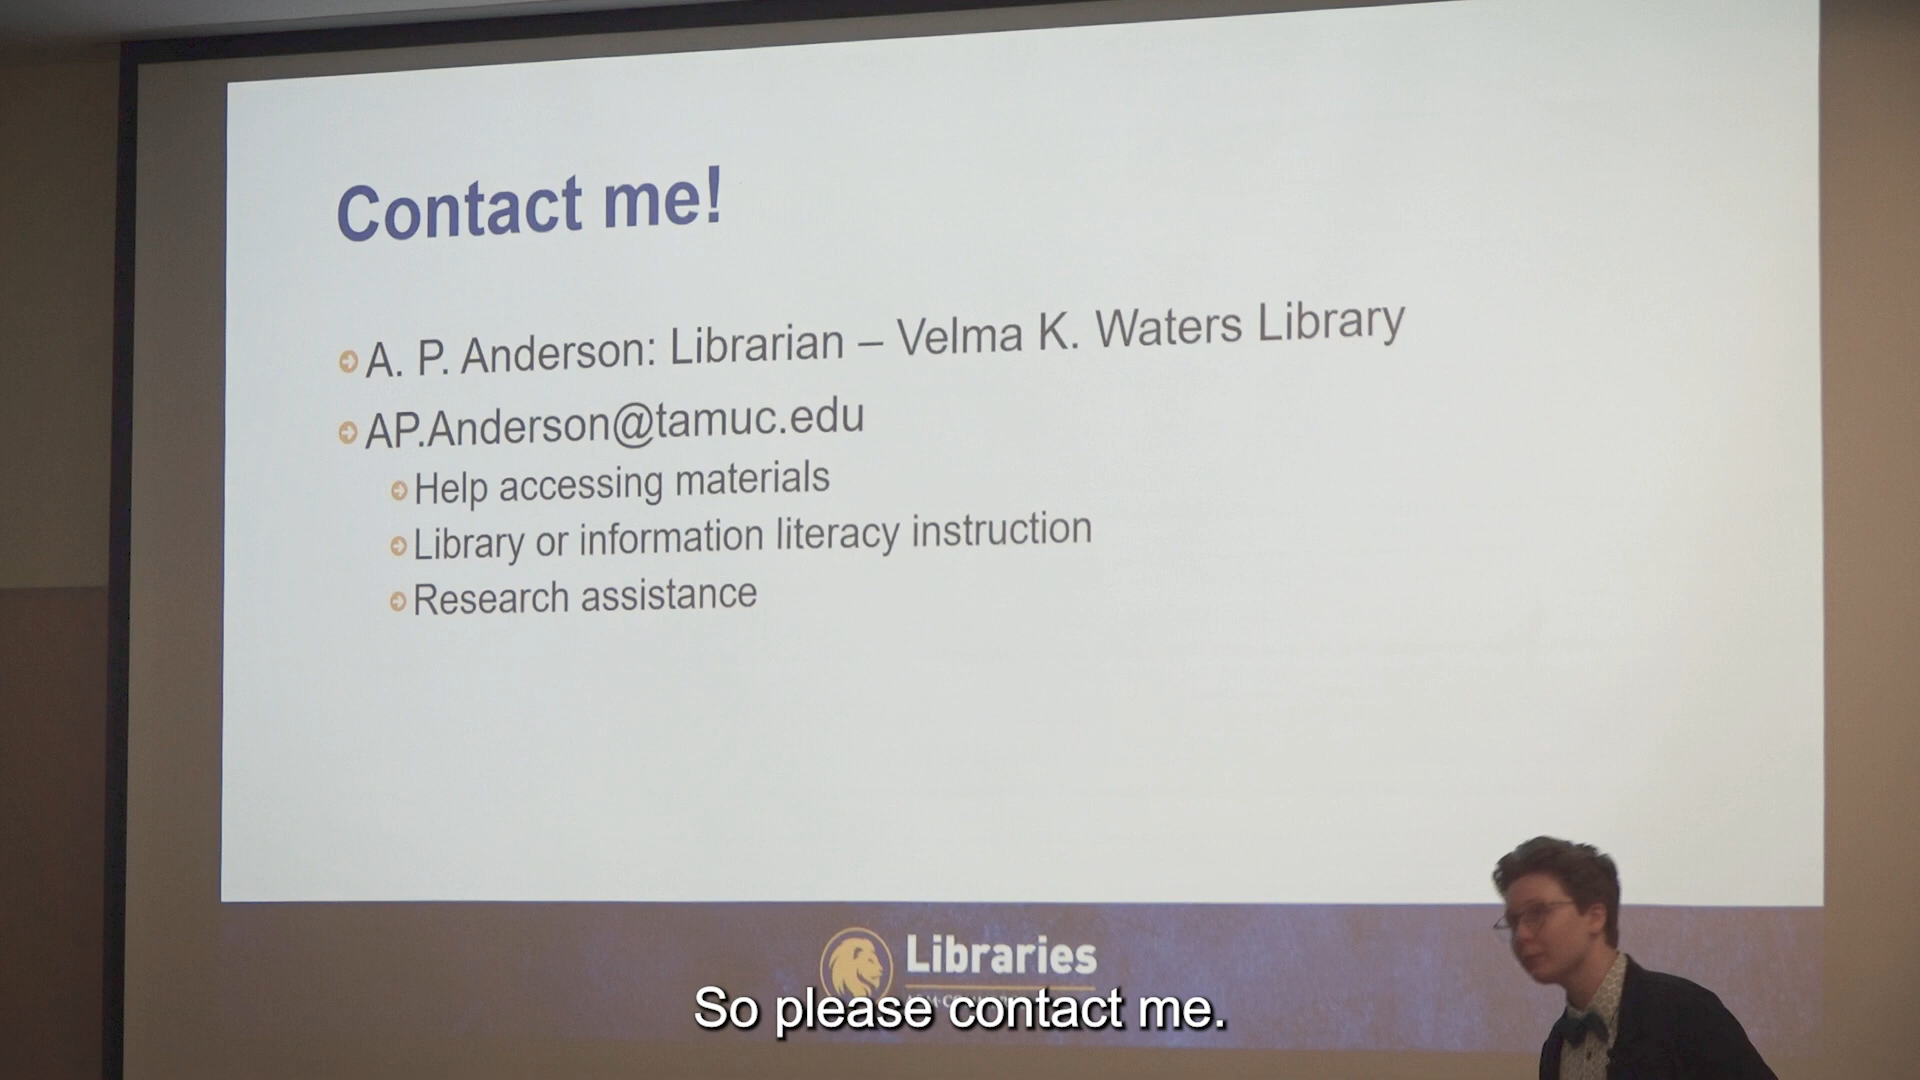 Contact me!
A. P. Anderson: Librarian – Velma K. Waters Library
AP.Anderson@tamuc.edu
Help accessing materials
Library or information literacy instruction
Research assistance
Libraries
So please contact me.